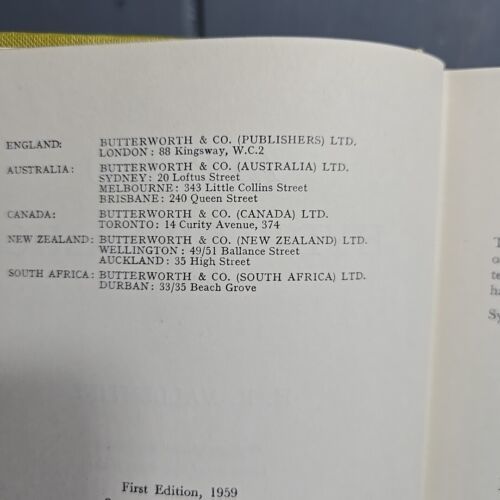 ENGLAND: BUTTERWORTH & CO. (PUBLISHERS) LTD.
LONDON: 88 Kingsway, W.C.2
AUSTRALIA: BUTTERWORTH & CO. (AUSTRALIA) LTD.
SYDNEY: 20 Loftus Street
MELBOURNE: 343 Little Collins Street
BRISBANE: 240 Queen Street
CANADA: BUTTERWORTH & CO. (CANADA) LTD.
TORONTO: 14 Curity Avenue, 374
NEW ZEALAND: BUTTERWORTH & CO. (NEW ZEALAND) LTD.
WELLINGTON: 49/51 Ballance Street
AUCKLAND: 35 High Street
SOUTH AFRICA: BUTTERWORTH & CO. (SOUTH AFRICA) LTD.
DURBAN: 33/35 Beach Grove
First Edition, 1959